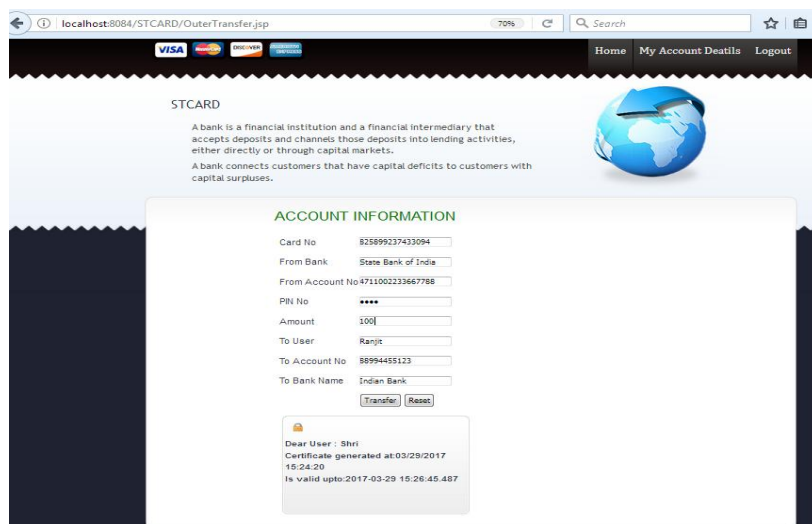 localhost:8084/STCARD/OuterTransfer.jsp
70%
Search
VISA
DISCOVER
Home My Account Deatils Logout
STCARD
A bank is a financial institution and a financial intermediary that
accepts deposits and channels those deposits into lending activities,
either directly or through capital markets.
A bank connects customers that have capital deficits to customers with
capital surpluses.
ACCOUNT INFORMATION
Card No 825899237433094
From Bank State Bank of India
From Account No 4711002233667788
PIN No ●●●●
Amount 100
To User Ranjit
To Account No 88994455123
To Bank Name Indian Bank
Transfer Reset
Dear User : Shri
Certificate generated at:03/29/2017
15:24:20
Is valid upto:2017-03-29 15:26:45.487